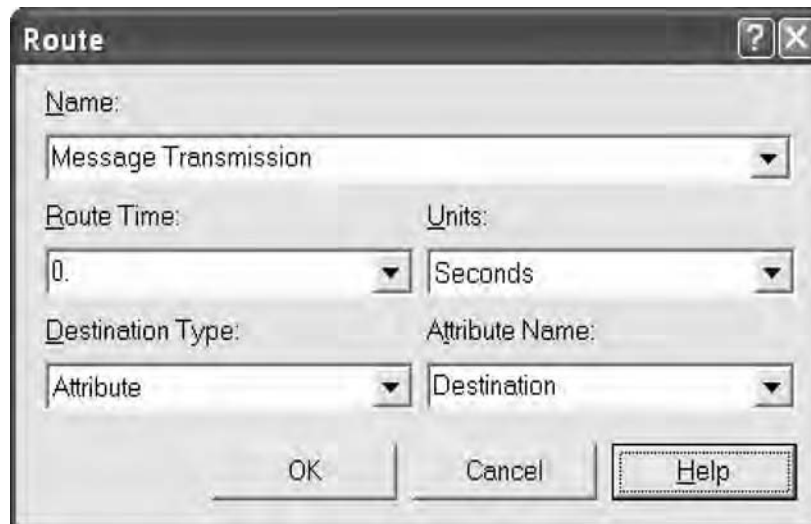 Route
Name:
Message Transmission
Route Time: Units:
0. Seconds
Destination Type: Attribute Name:
Attribute Destination
OK Cancel Help